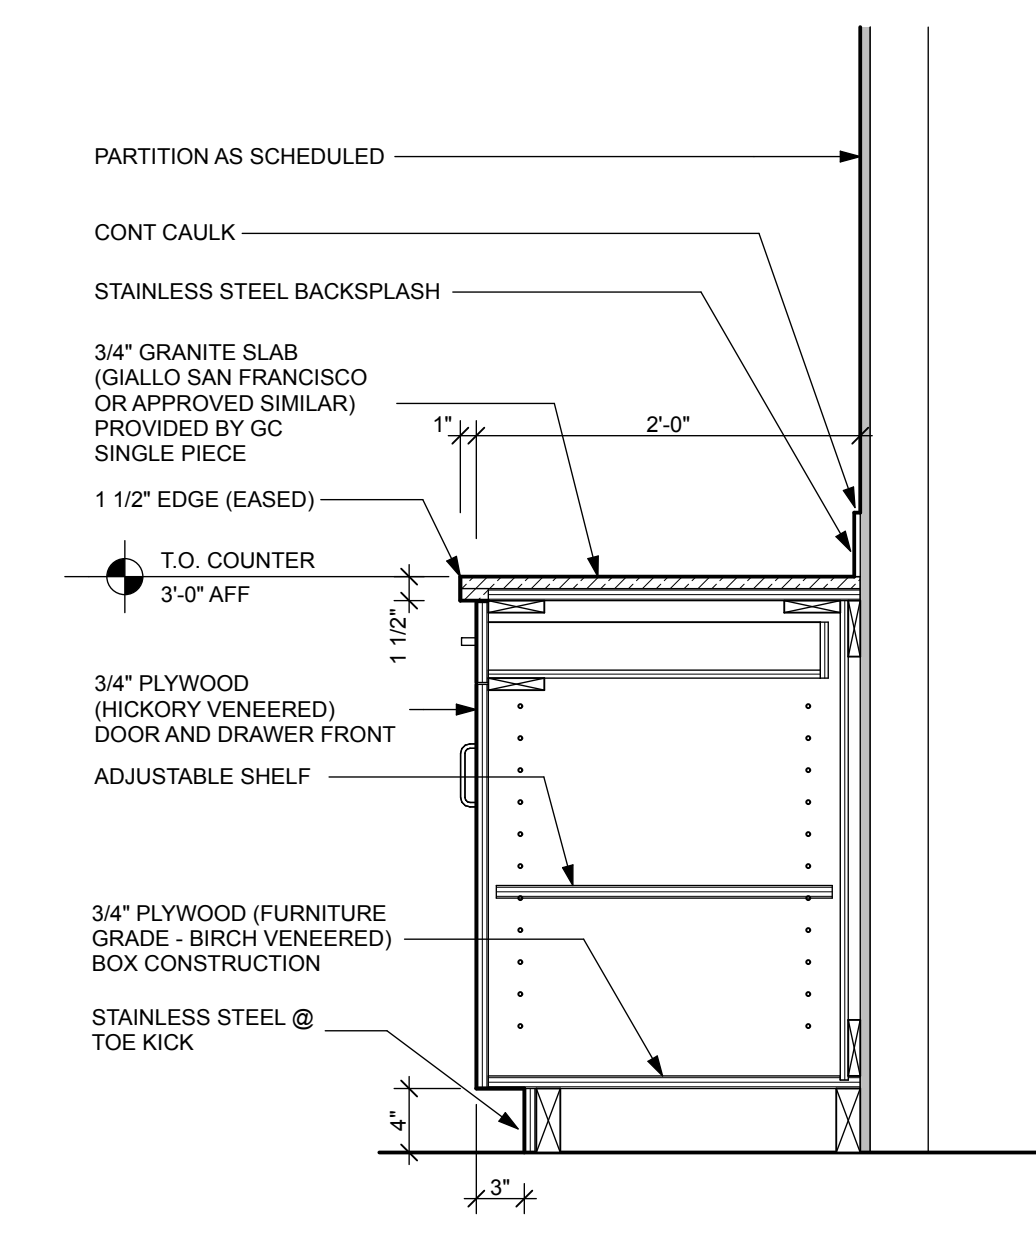 PARTITION AS SCHEDULED
CONT CAULK
STAINLESS STEEL BACKSPLASH
3/4" GRANITE SLAB
(GIALLO SAN FRANCISCO
OR APPROVED SIMILAR)
PROVIDED BY GC
SINGLE PIECE
1"
2'-0"
1 1/2" EDGE (EASED)
T.O. COUNTER
3'-0" AFF
1 1/2"
3/4" PLYWOOD
(HICKORY VENEERED)
DOOR AND DRAWER FRONT
ADJUSTABLE SHELF
3/4" PLYWOOD (FURNITURE
GRADE - BIRCH VENEERED)
BOX CONSTRUCTION
STAINLESS STEEL @
TOE KICK
4"
3"